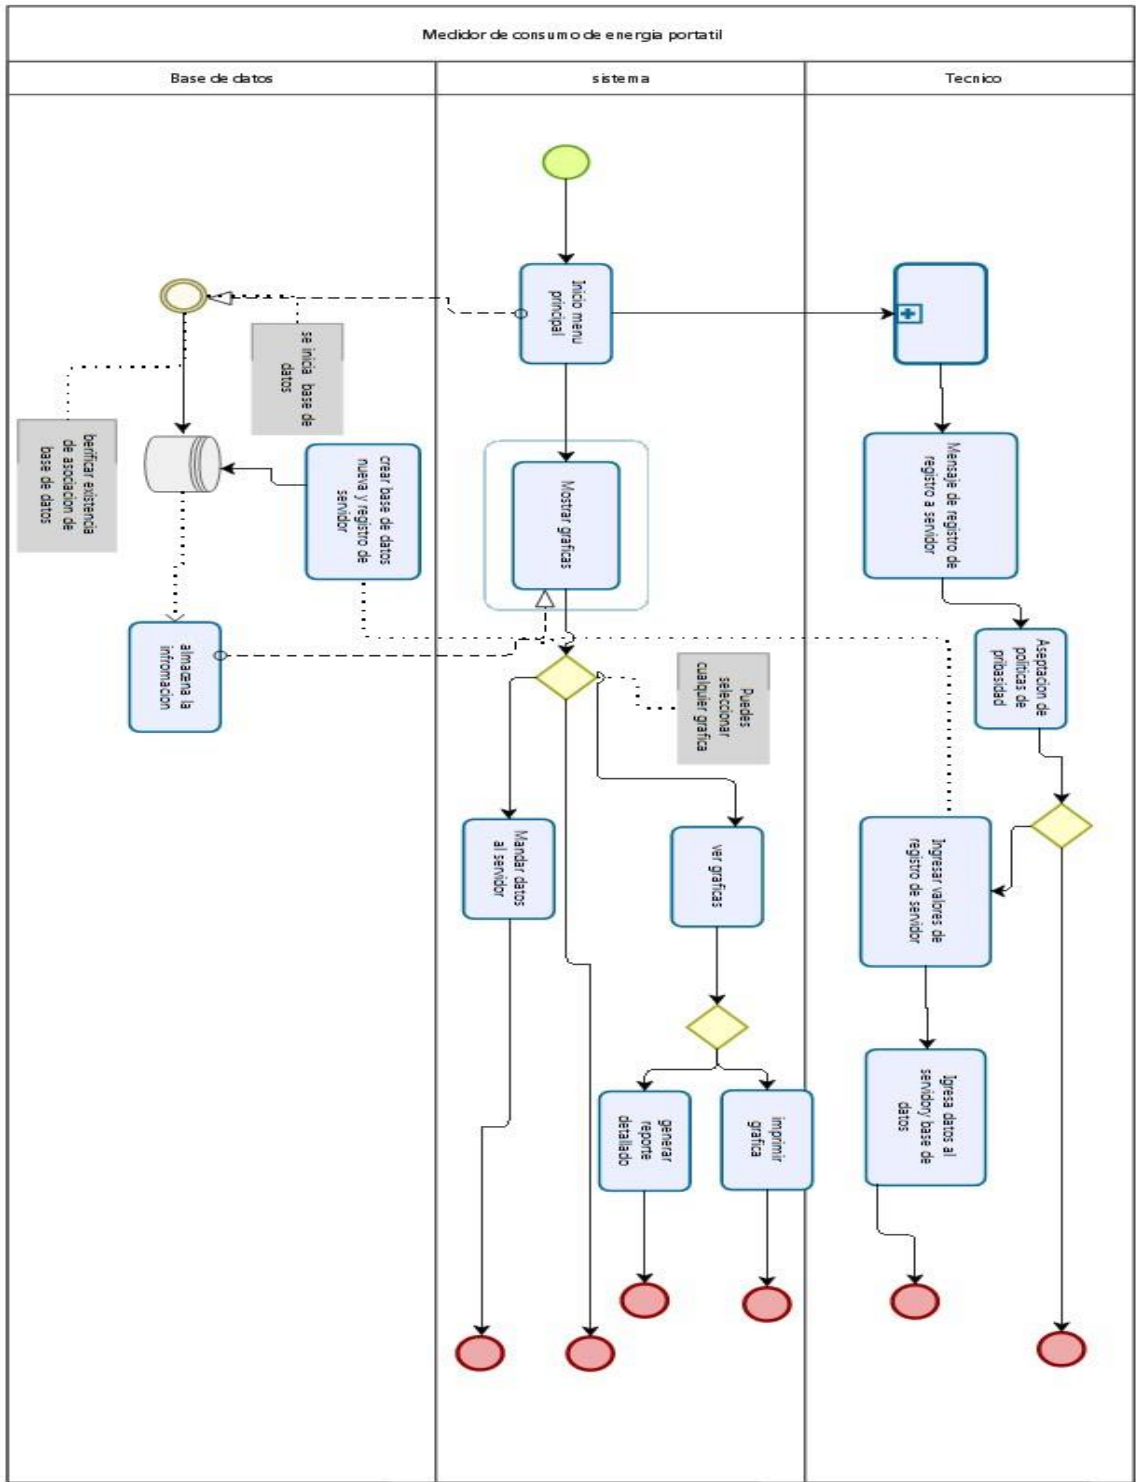 Medidor de consumo de energia portatil
Base de datos
sistema
Tecnico
Inicio menu
principal
se inicia base de
datos
berificar existencia
de asociacion de
base de datos
crear base de datos
nueva y registro de
servidor
Mostrar graficas
Mensaje de registro de
registro a servidor
almacena la
infromacion
Puedes
seleccionar
cualquier grafica
Aseptacion de
politicas de
pribasidad
Mandar datos
al servidor
ver graficas
Ingresar valores de
registro de servidor
generar
reporte
detallado
imprimir
grafica
Igresa datos al
servidory base de
datos